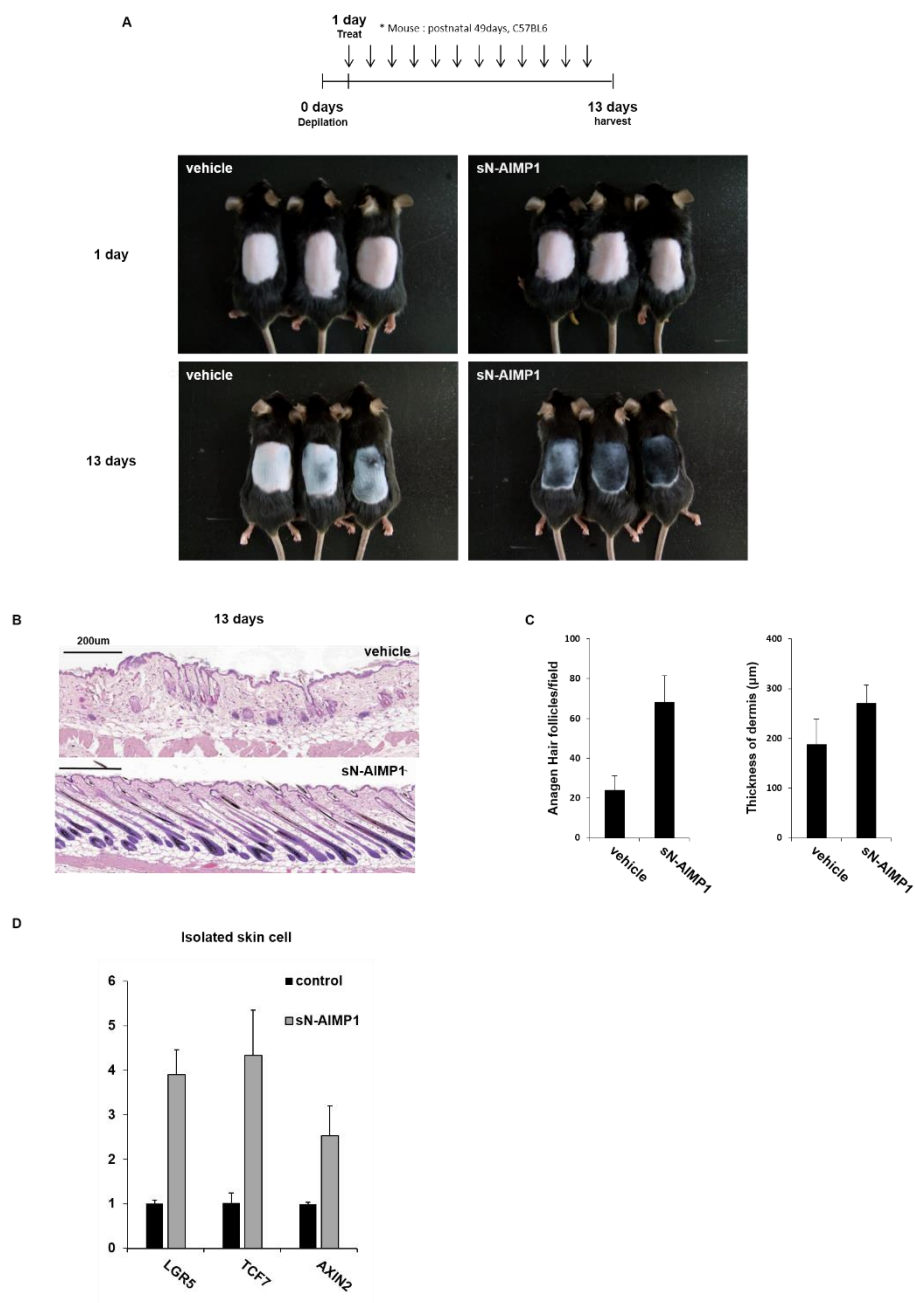 A
1 day
Treat
* Mouse : postnatal 49days, C57BL6
0 days
Depilation
13 days
harvest
vehicle
sN-AIMP1
1 day
vehicle
sN-AIMP1
13 days
B
13 days
200um
vehicle
sN-AIMP1
C
Anagen Hair follicles/field
100
80
60
40
20
0
vehicle
sN-AIMP1
Thickness of dermis (μm)
400
300
200
100
0
vehicle
sN-AIMP1
D
Isolated skin cell
control
sN-AIMP1
6
5
4
3
2
1
0
LGR5
TCF7
AXIN2